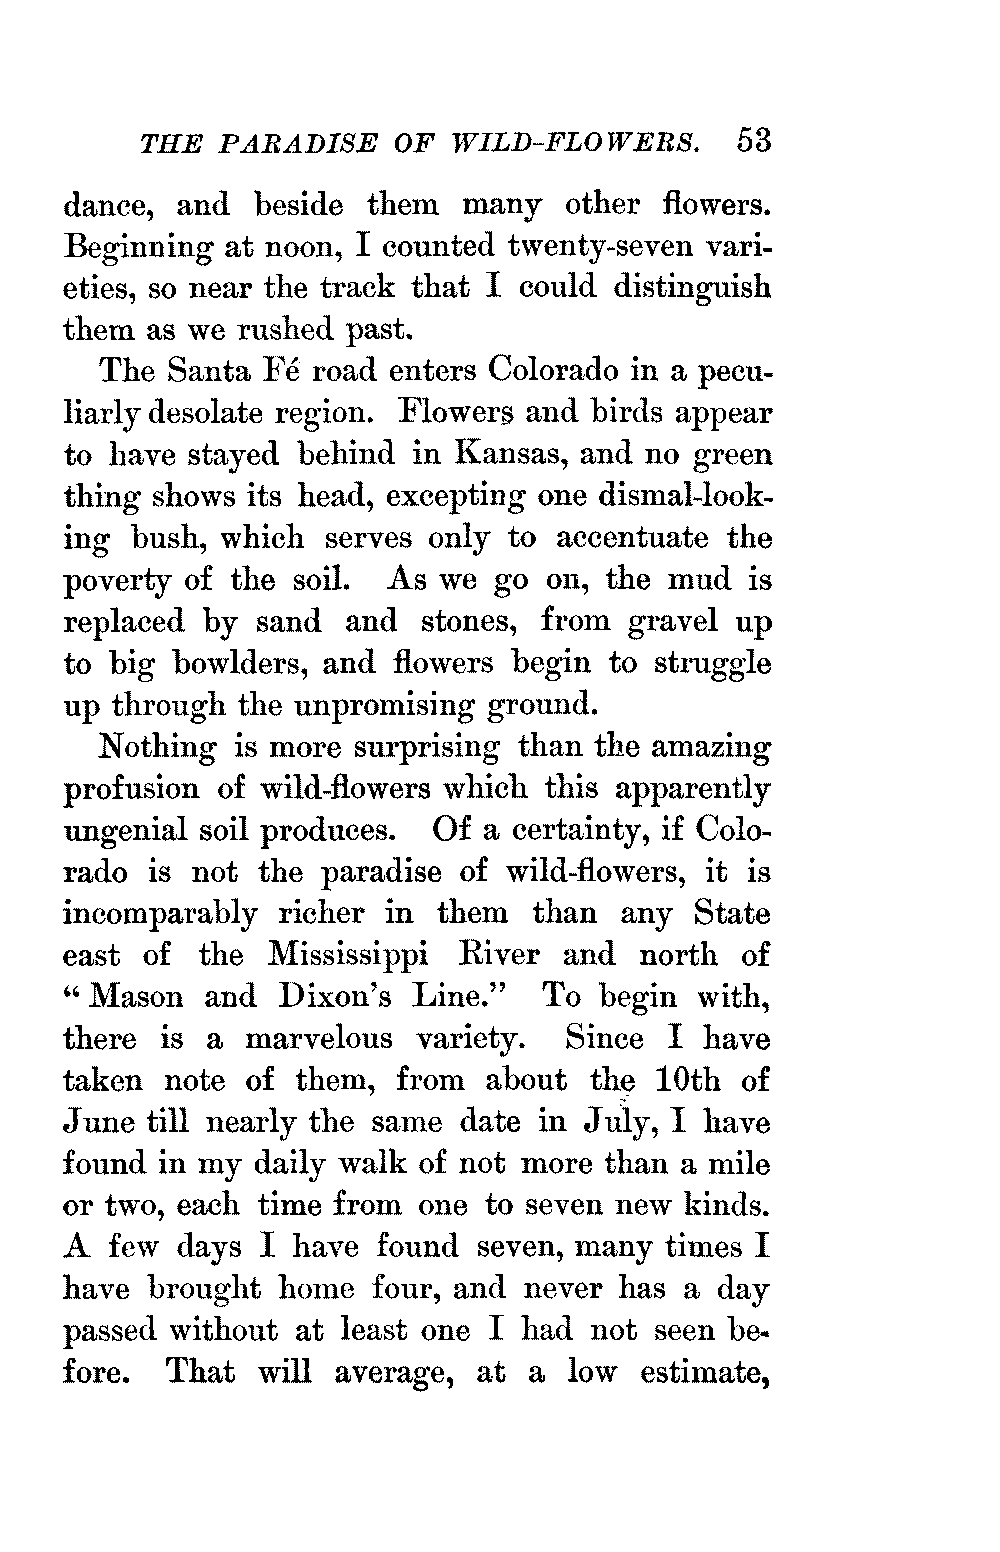 THE PARADISE OF WILD-FLOWERS. 53
dance, and beside them many other flowers.
Beginning at noon, I counted twenty-seven vari-
eties, so near the track that I could distinguish
them as we rushed past.
The Santa Fé road enters Colorado in a pecu-
liarly desolate region. Flowers and birds appear
to have stayed behind in Kansas, and no green
thing shows its head, excepting one dismal-look-
ing bush, which serves only to accentuate the
poverty of the soil. As we go on, the mud is
replaced by sand and stones, from gravel up
to big bowlders, and flowers begin to struggle
up through the unpromising ground.
Nothing is more surprising than the amazing
profusion of wild-flowers which this apparently
ungenial soil produces. Of a certainty, if Colo-
rado is not the paradise of wild-flowers, it is
incomparably richer in them than any State
east of the Mississippi River and north of
“Mason and Dixon’s Line.” To begin with,
there is a marvelous variety. Since I have
taken note of them, from about the 10th of
June till nearly the same date in July, I have
found in my daily walk of not more than a mile
or two, each time from one to seven new kinds.
A few days I have found seven, many times I
have brought home four, and never has a day
passed without at least one I had not seen be-
fore. That will average, at a low estimate,